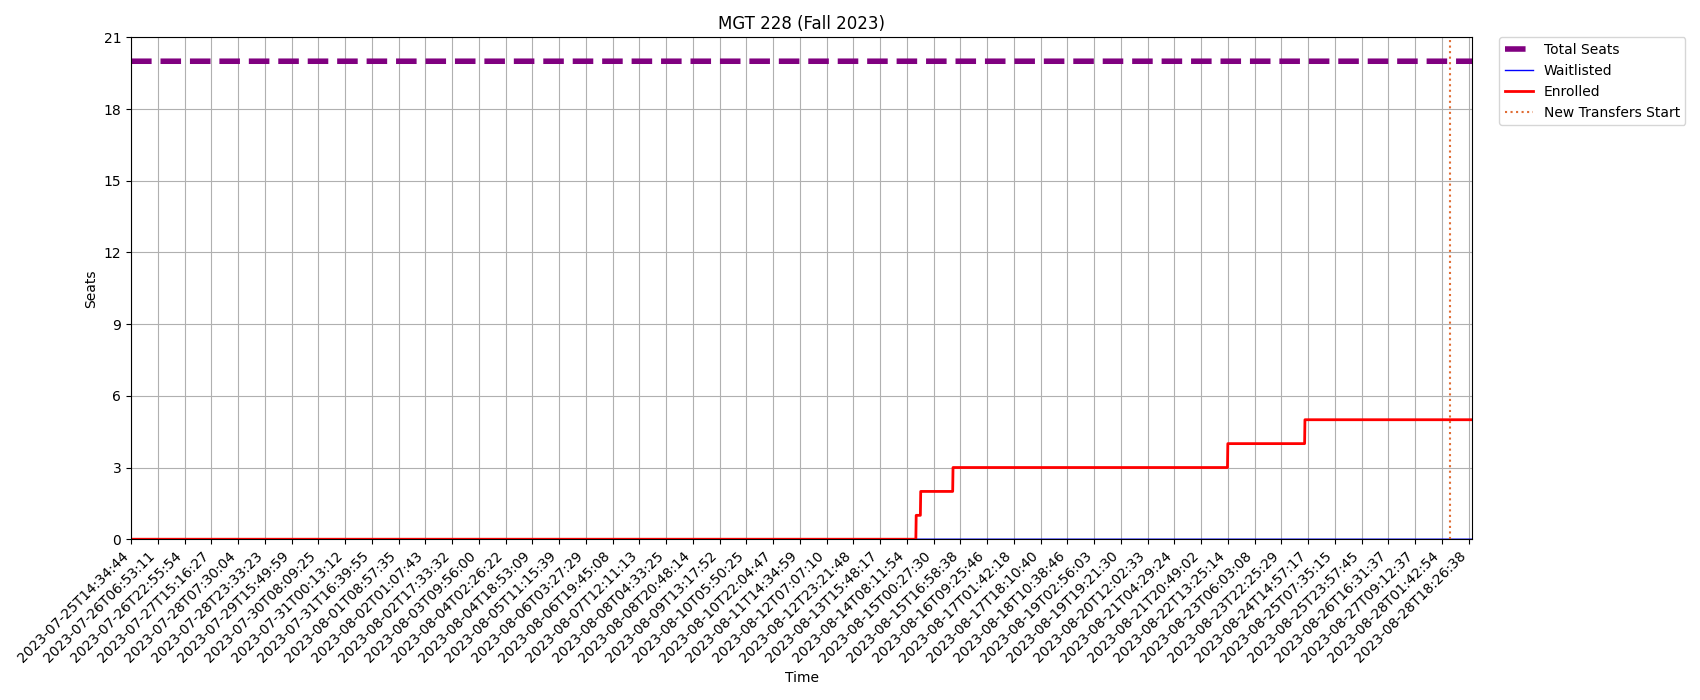 MGT 228 (Fall 2023)
21
18
15
12
9
6
3
0
Seats
Total Seats
Waitlisted
Enrolled
New Transfers Start
2023-07-25T14:34:44
2023-07-26T06:53:11
2023-07-26T22:55:54
2023-07-27T15:16:27
2023-07-28T07:30:04
2023-07-28T23:33:23
2023-07-29T15:49:59
2023-07-30T08:09:25
2023-07-31T00:13:12
2023-07-31T16:39:55
2023-08-01T08:57:35
2023-08-02T01:07:43
2023-08-02T17:33:32
2023-08-03T09:56:00
2023-08-04T02:26:22
2023-08-04T18:53:09
2023-08-05T11:15:39
2023-08-06T03:27:29
2023-08-06T19:45:08
2023-08-07T12:11:13
2023-08-08T04:33:25
2023-08-08T20:48:14
2023-08-09T13:17:52
2023-08-10T05:50:25
2023-08-10T22:04:47
2023-08-11T14:34:59
2023-08-12T07:07:10
2023-08-12T23:21:48
2023-08-13T15:48:17
2023-08-14T08:11:54
2023-08-15T00:27:30
2023-08-15T16:58:38
2023-08-16T09:25:46
2023-08-17T01:42:18
2023-08-17T18:10:40
2023-08-18T10:38:46
2023-08-19T02:56:03
2023-08-19T19:21:30
2023-08-20T12:02:33
2023-08-21T04:29:24
2023-08-21T20:49:02
2023-08-22T13:25:14
2023-08-23T06:03:08
2023-08-23T22:25:29
2023-08-24T14:57:17
2023-08-25T07:35:15
2023-08-25T23:57:45
2023-08-26T16:31:37
2023-08-27T09:12:37
2023-08-28T01:42:54
2023-08-28T18:26:38
Time